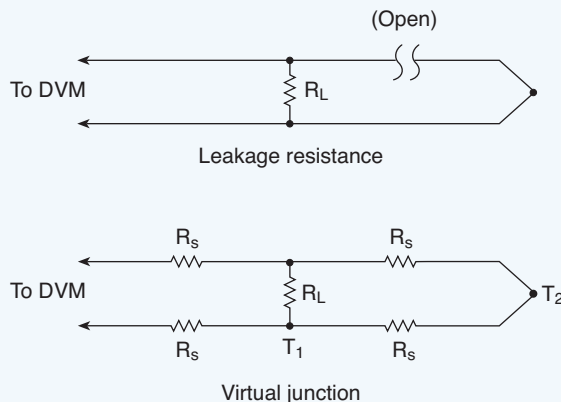 (Open)
To DVM
R_L
Leakage resistance
R_s R_s
To DVM
R_L
T_2
R_s T_1 R_s
Virtual junction